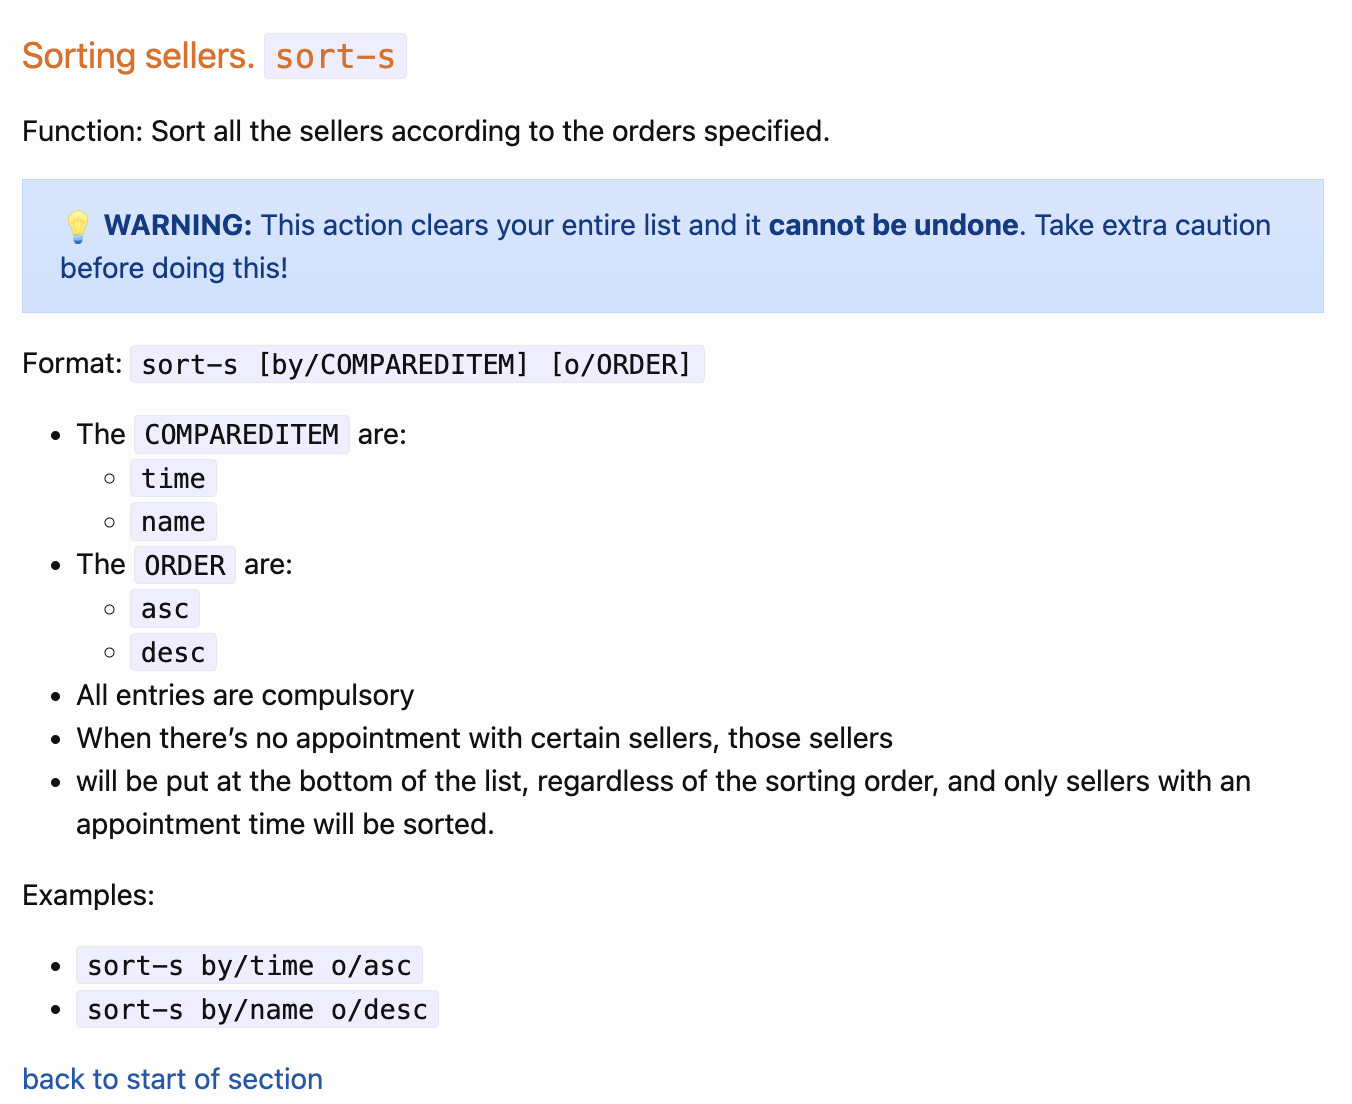 Sorting sellers. sort-s
Function: Sort all the sellers according to the orders specified.
💡 WARNING: This action clears your entire list and it cannot be undone. Take extra caution
before doing this!
Format: sort-s [by/COMPAREDITEM] [o/ORDER]
• The COMPAREDITEM are:
◦ time
◦ name
• The ORDER are:
◦ asc
◦ desc
• All entries are compulsory
• When there’s no appointment with certain sellers, those sellers
• will be put at the bottom of the list, regardless of the sorting order, and only sellers with an
appointment time will be sorted.
Examples:
• sort-s by/time o/asc
• sort-s by/name o/desc
back to start of section